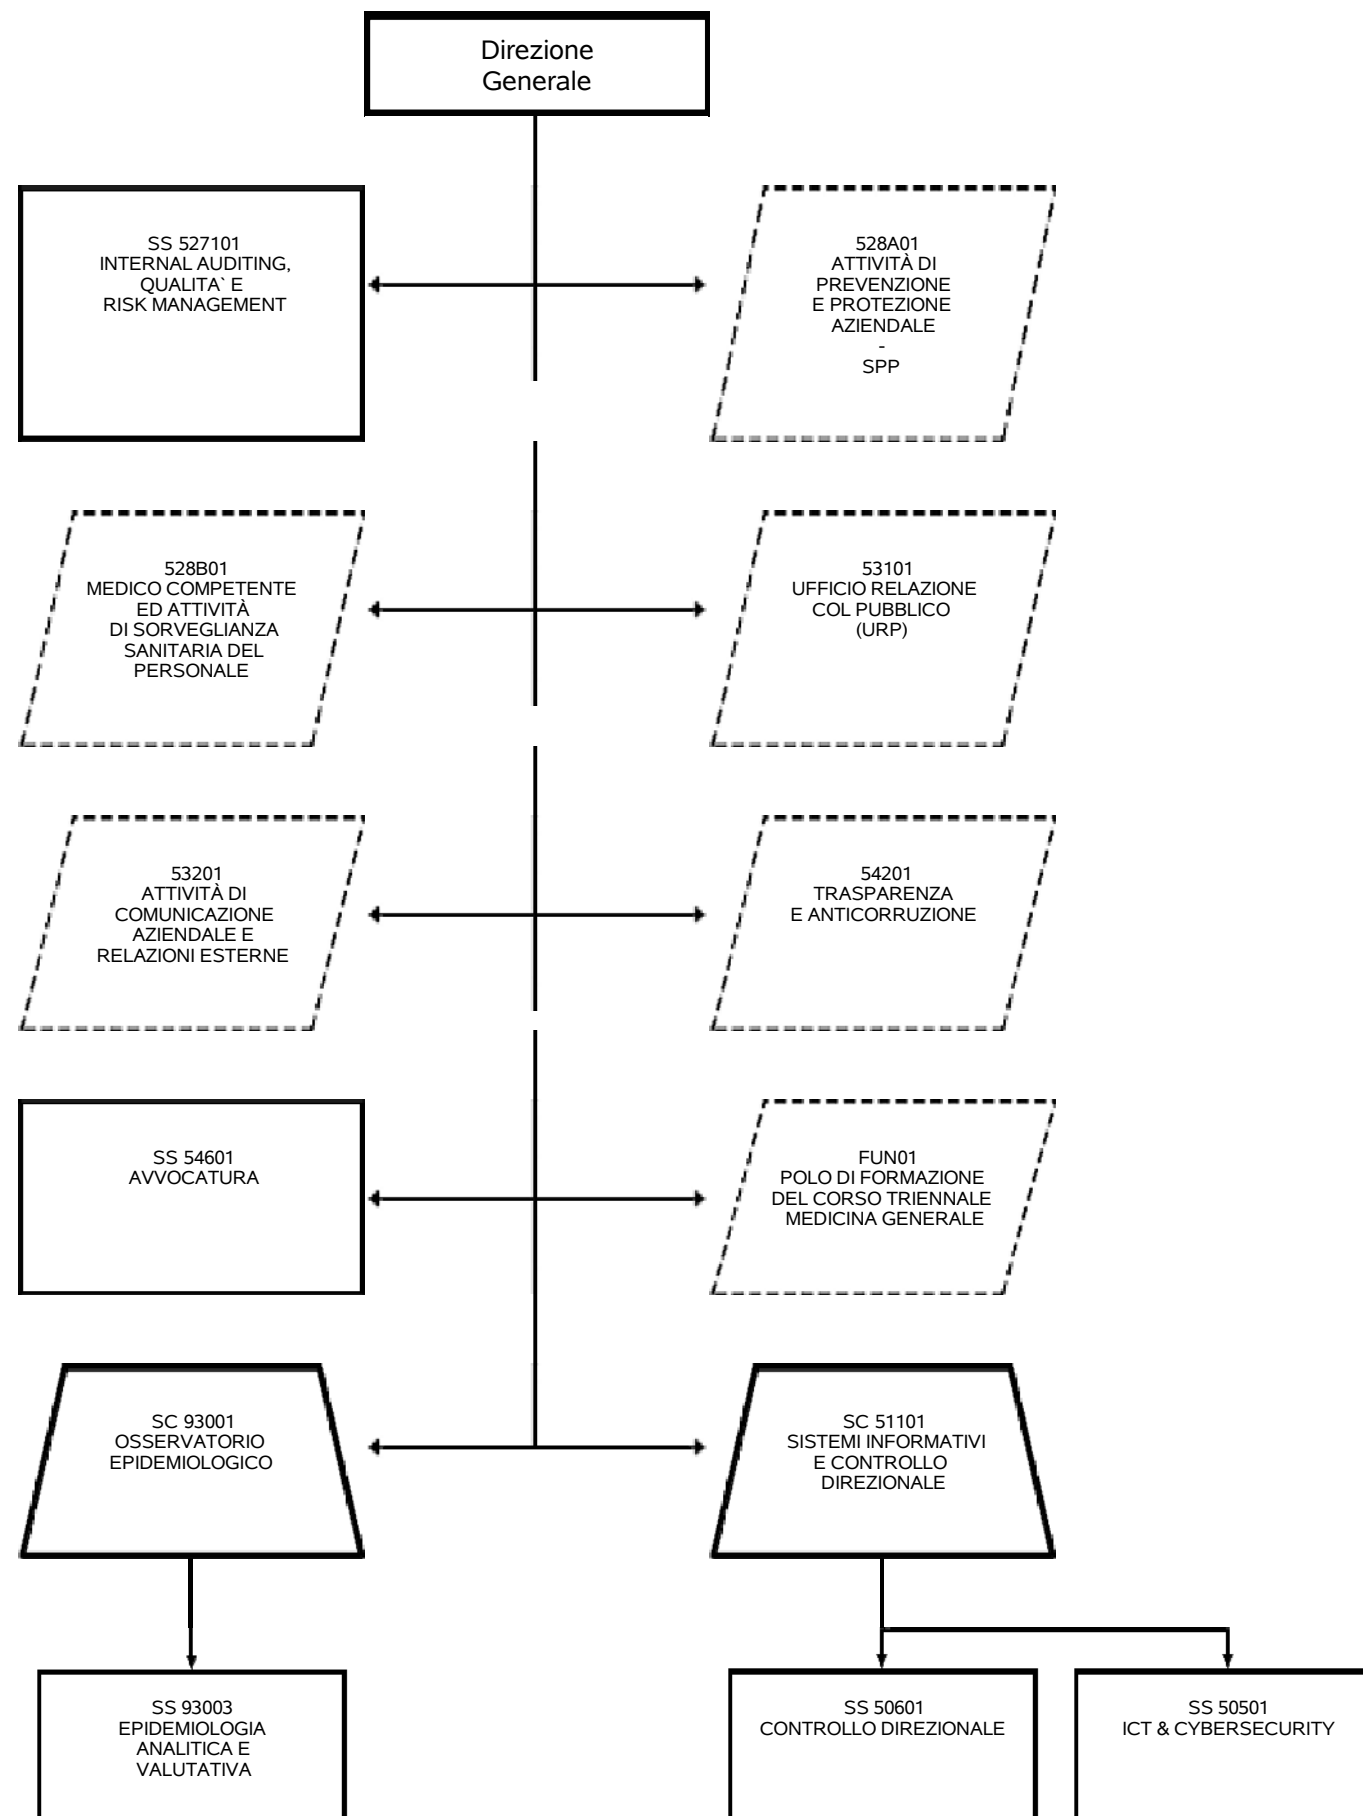 Direzione
Generale
SS 527101
INTERNAL AUDITING,
QUALITA` E
RISK MANAGEMENT
528A01
ATTIVITÀ DI
PREVENZIONE
E PROTEZIONE
AZIENDALE
-
SPP
528B01
MEDICO COMPETENTE
ED ATTIVITÀ
DI SORVEGLIANZA
SANITARIA DEL
PERSONALE
53101
UFFICIO RELAZIONE
COL PUBBLICO
(URP)
53201
ATTIVITÀ DI
COMUNICAZIONE
AZIENDALE E
RELAZIONI ESTERNE
54201
TRASPARENZA
E ANTICORRUZIONE
SS 54601
AVVOCATURA
FUN01
POLO DI FORMAZIONE
DEL CORSO TRIENNALE
MEDICINA GENERALE
SC 93001
OSSERVATORIO
EPIDEMIOLOGICO
SC 51101
SISTEMI INFORMATIVI
E CONTROLLO
DIREZIONALE
SS 93003
EPIDEMIOLOGIA
ANALITICA E
VALUTATIVA
SS 50601
CONTROLLO DIREZIONALE
SS 50501
ICT & CYBERSECURITY